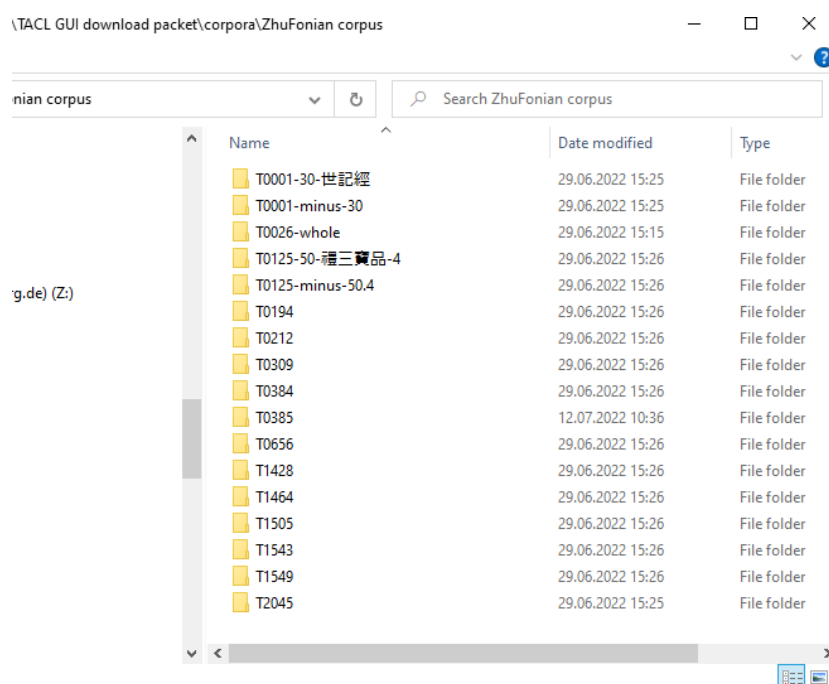 \TACL GUI download packet\corpora\ZhuFonian corpus
?
nian corpus
Search ZhuFonian corpus
Name Date modified Type
T0001-30-世記經 29.06.2022 15:25 File folder
T0001-minus-30 29.06.2022 15:25 File folder
T0026-whole 29.06.2022 15:15 File folder
T0125-50-禮三寶品-4 29.06.2022 15:26 File folder
T0125-minus-50.4 29.06.2022 15:26 File folder
rg.de) (Z:)
T0194 29.06.2022 15:26 File folder
T0212 29.06.2022 15:26 File folder
T0309 29.06.2022 15:26 File folder
T0384 29.06.2022 15:26 File folder
T0385 12.07.2022 10:36 File folder
T0656 29.06.2022 15:26 File folder
T1428 29.06.2022 15:26 File folder
T1464 29.06.2022 15:26 File folder
T1505 29.06.2022 15:26 File folder
T1543 29.06.2022 15:26 File folder
T1549 29.06.2022 15:26 File folder
T2045 29.06.2022 15:25 File folder